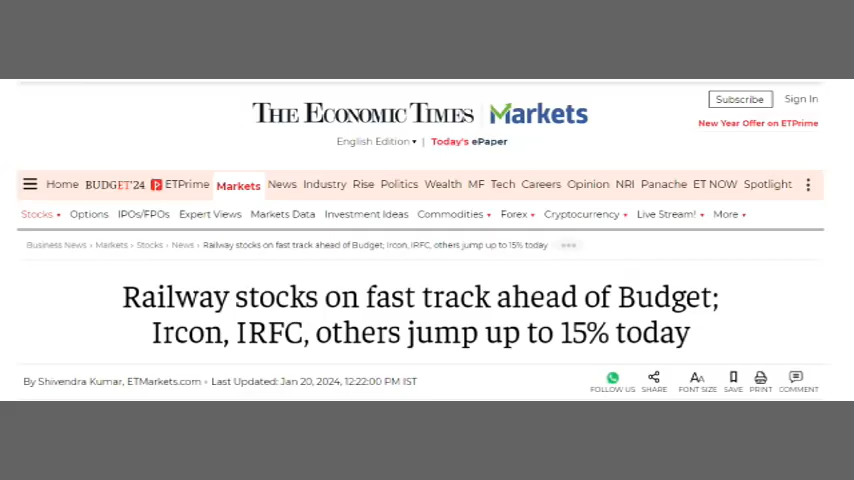 THE ECONOMIC TIMES | Markets
Subscribe Sign In
New Year Offer on ETPrime
English Edition | Today's ePaper
Home BUDGET'24 ETPrime Markets News Industry Rise Politics Wealth MF Tech Careers Opinion NRI Panache ET NOW Spotlight
Stocks Options IPOs/FPOs Expert Views Markets Data Investment Ideas Commodities Forex Cryptocurrency Live Stream! More
Business News › Markets › Stocks › News › Railway stocks on fast track ahead of Budget; Ircon, IRFC, others jump up to 15% today
Railway stocks on fast track ahead of Budget;
Ircon, IRFC, others jump up to 15% today
By Shivendra Kumar, ETMarkets.com • Last Updated: Jan 20, 2024, 12:22:00 PM IST
FOLLOW US SHARE FONT SIZE SAVE PRINT COMMENT